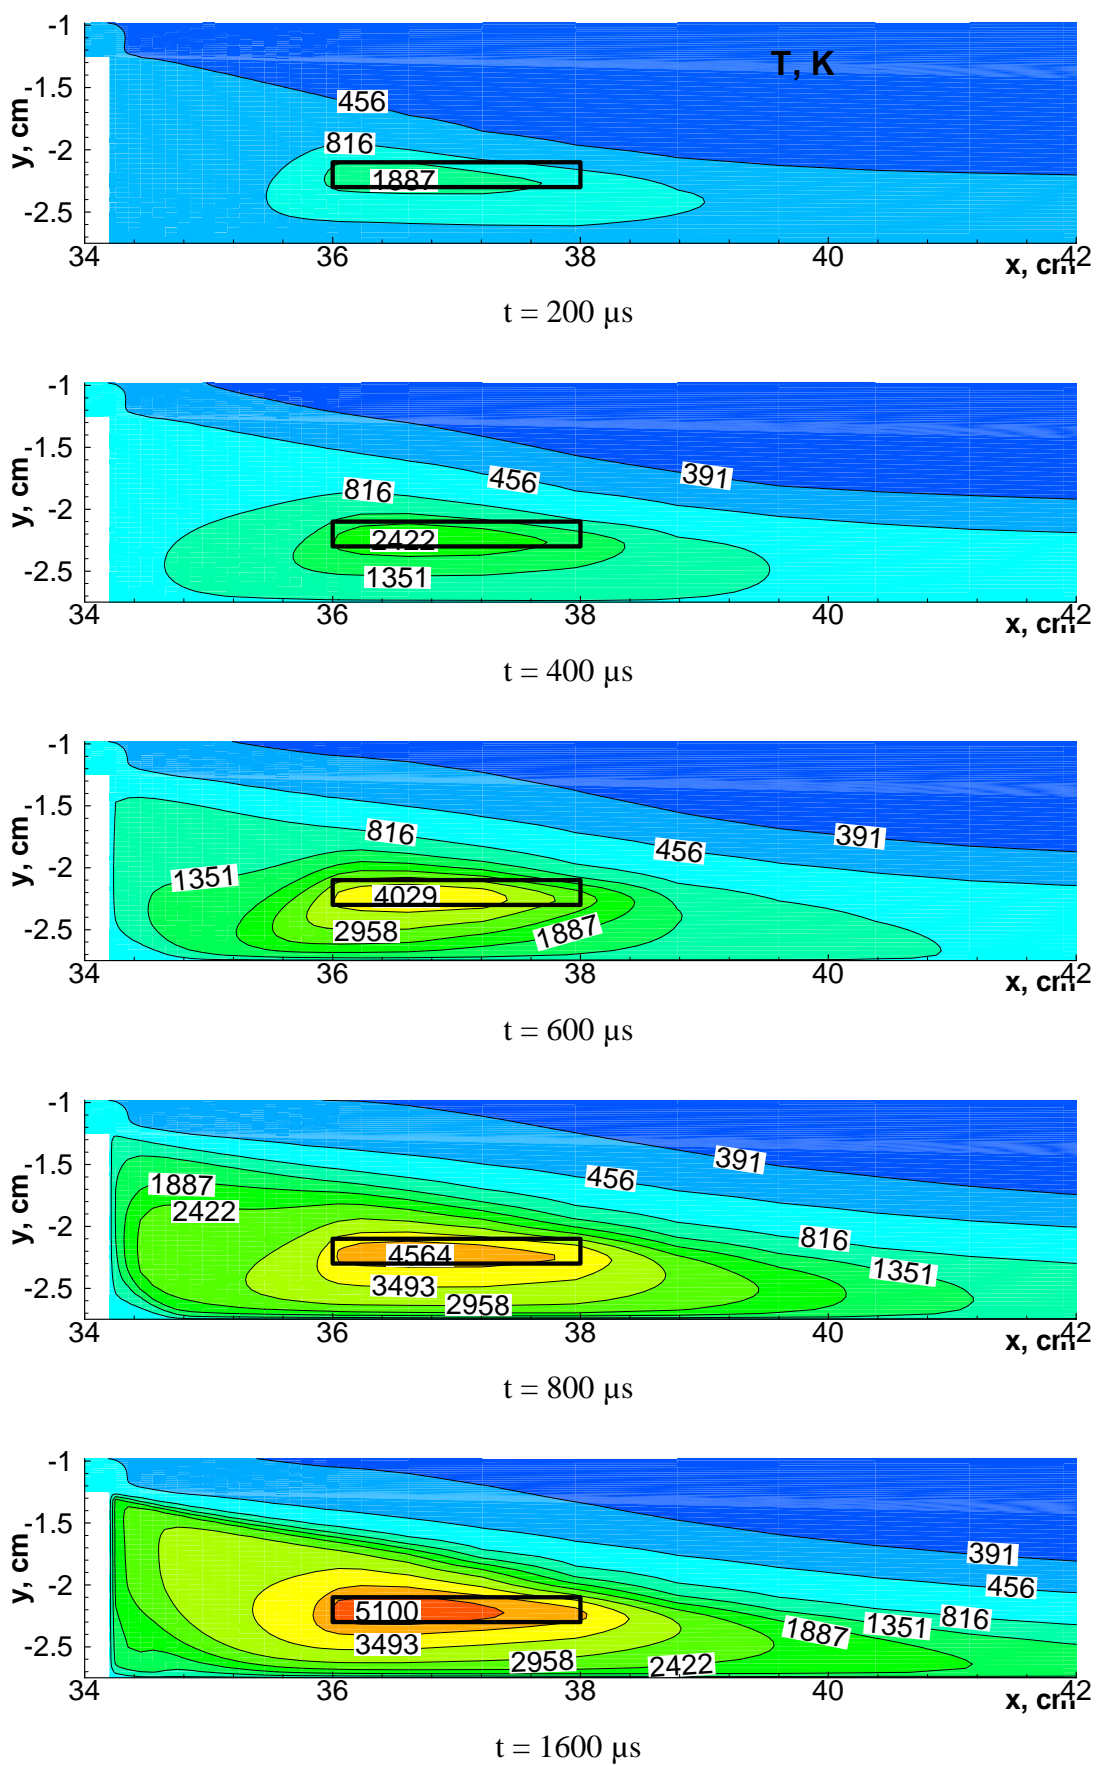 -1
T, K
-1.5
456
y, cm
816
-2
1887
-2.5
34 36 38 40 42
x, cm
t = 200 µs
-1
-1.5
391
456
y, cm
816
-2
2422
-2.5
1351
34 36 38 40 42
x, cm
t = 400 µs
-1
-1.5
816
391
456
y, cm
-2
1351
4029
-2.5
2958
1887
34 36 38 40 42
x, cm
t = 600 µs
-1
-1.5
391
456
1887
y, cm
2422
-2
816
4564
1351
-2.5
3493
2958
34 36 38 40 42
x, cm
t = 800 µs
-1
-1.5
391
y, cm
456
-2
5100
816
1351
1887
-2.5
3493
2958
2422
34 36 38 40 42
x, cm
t = 1600 µs